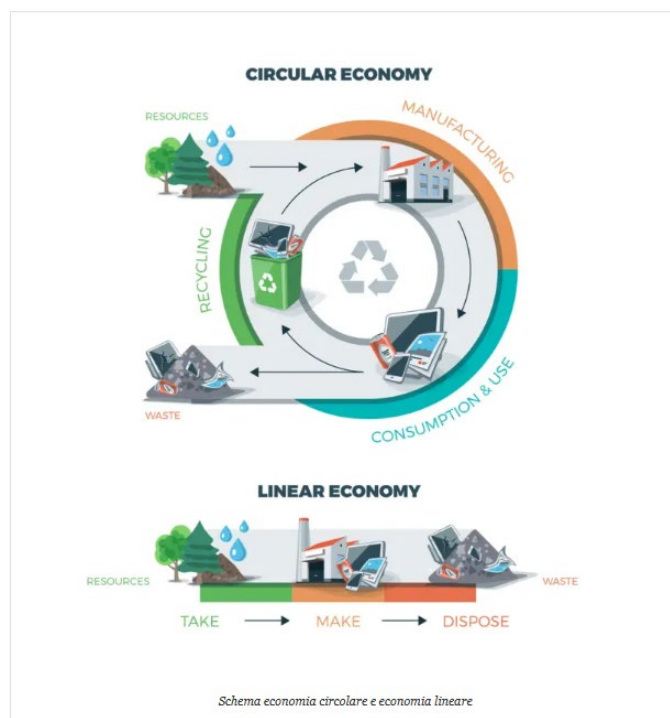 CIRCULAR ECONOMY
RESOURCES
MANUFACTURING
RECYCLING
WASTE
CONSUMPTION & USE
LINEAR ECONOMY
RESOURCES
WASTE
TAKE MAKE DISPOSE
Schema economia circolare e economia lineare